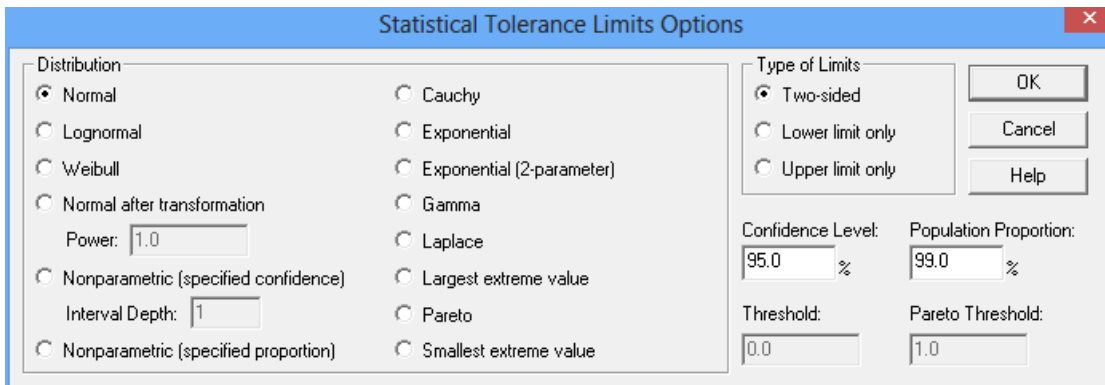 Statistical Tolerance Limits Options
Distribution
Normal
Lognormal
Weibull
Normal after transformation
Power: 1.0
Nonparametric (specified confidence)
Interval Depth: 1
Nonparametric (specified proportion)
Cauchy
Exponential
Exponential (2-parameter)
Gamma
Laplace
Largest extreme value
Pareto
Smallest extreme value
Type of Limits
Two-sided
Lower limit only
Upper limit only
OK
Cancel
Help
Confidence Level:
95.0 %
Population Proportion:
99.0 %
Threshold:
0.0
Pareto Threshold:
1.0